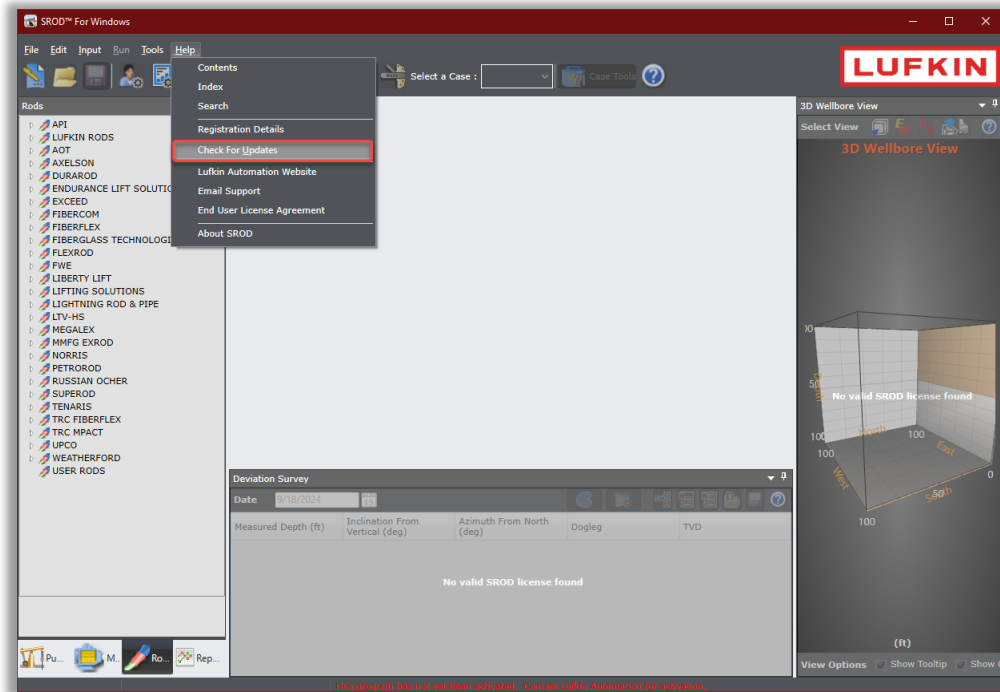 SROD™ For Windows
File Edit Input Run Tools Help
Select a Case :
Case Tools
LUFKIN
Contents
Index
Search
Registration Details
Check For Updates
Lufkin Automation Website
Email Support
End User License Agreement
About SROD
Rods
API
LUFKIN RODS
AOT
AXELSON
DURAROD
ENDURANCE LIFT SOLUTIO
EXCEED
FIBERCOM
FIBERFLEX
FIBERGLASS TECHNOLOGI
FLEXROD
FWE
LIBERTY LIFT
LIFTING SOLUTIONS
LIGHTNING ROD & PIPE
LTV-HS
MEGALEX
MMFG EXROD
NORRIS
PETROROD
RUSSIAN OCHER
SUPEROD
TENARIS
TRC FIBERFLEX
TRC MPACT
UPCO
WEATHERFORD
USER RODS
Pu... M.. Ro... Rep...
Deviation Survey
Date 9/18/2024 15
Measured Depth (ft) Inclination From Vertical (deg) Azimuth From North (deg) Dogleg TVD
No valid SROD license found
3D Wellbore View
Select View
3D Wellbore View
No valid SROD license found
North
100
East
100
100
West
South
50
0
100
(ft)
View Options Show Tooltip Show
This program has not yet been activated. Contact Lufkin Automation for activation.